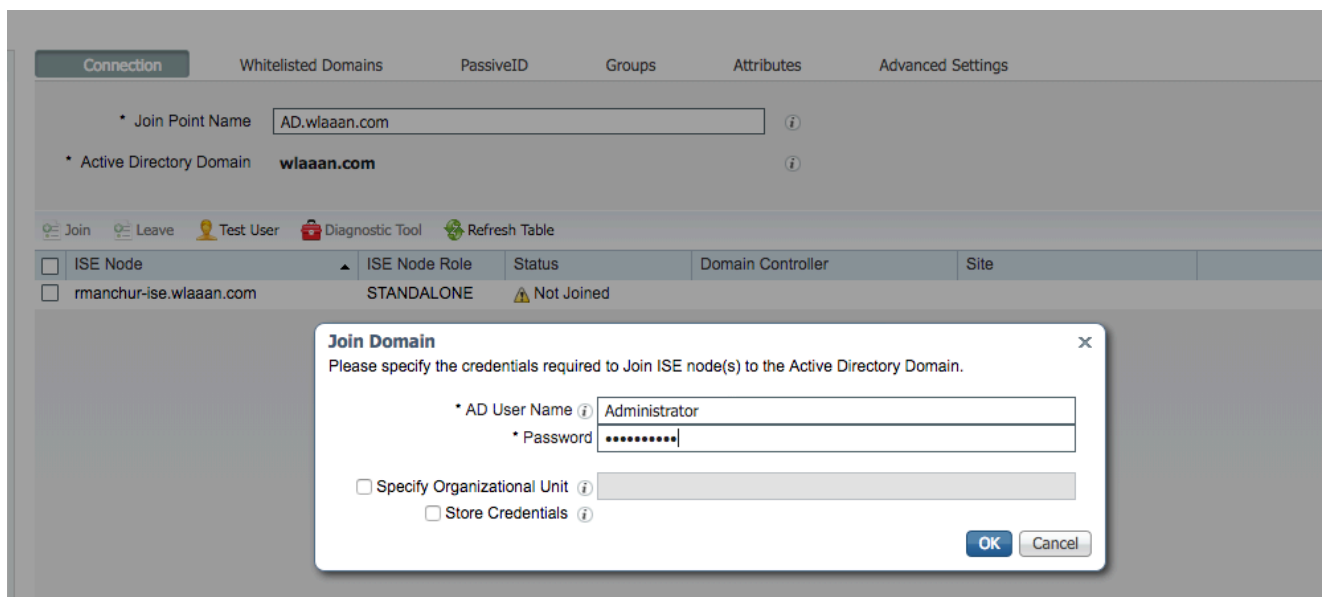 Connection Whitelisted Domains PassiveID Groups Attributes Advanced Settings
* Join Point Name AD.wlaaan.com
* Active Directory Domain wlaaan.com
Join Leave Test User Diagnostic Tool Refresh Table
ISE Node ISE Node Role Status Domain Controller Site
rmanchur-ise.wlaaan.com STANDALONE Not Joined
Join Domain
Please specify the credentials required to Join ISE node(s) to the Active Directory Domain.
* AD User Name Administrator
* Password ••••••••••
Specify Organizational Unit
Store Credentials
OK Cancel